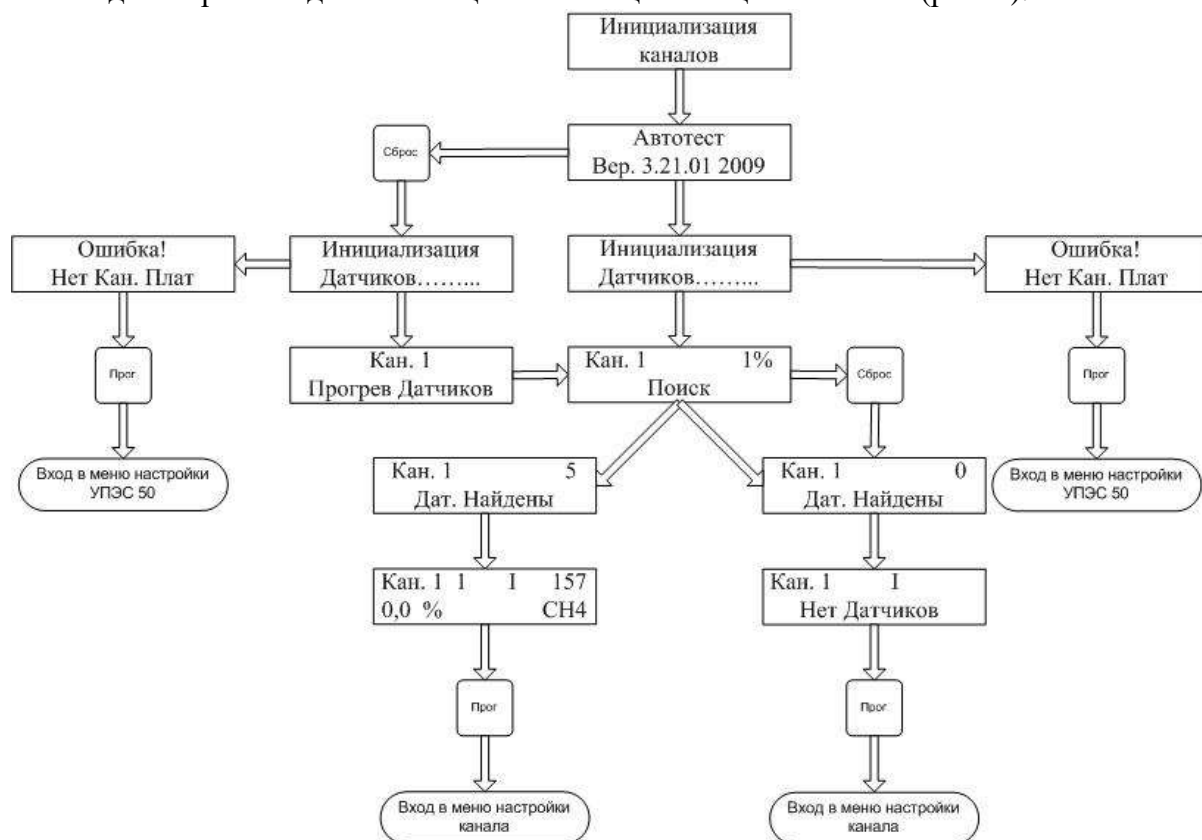 Инициализация
каналов
Автотест
Вер. 3.21.01 2009
Сброс
Ошибка!
Нет Кан. Плат
Инициализация
Датчиков……...
Инициализация
Датчиков……...
Ошибка!
Нет Кан. Плат
Прог
Кан. 1
Прогрев Датчиков
Кан. 1 1%
Поиск
Сброс
Прог
Вход в меню настройки
УПЭС 50
Кан. 1 5
Дат. Найдены
Кан. 1 0
Дат. Найдены
Вход в меню настройки
УПЭС 50
Кан. 1 1 I 157
0,0 % CH4
Кан. 1 I
Нет Датчиков
Прог
Прог
Вход в меню настройки
канала
Вход в меню настройки
канала